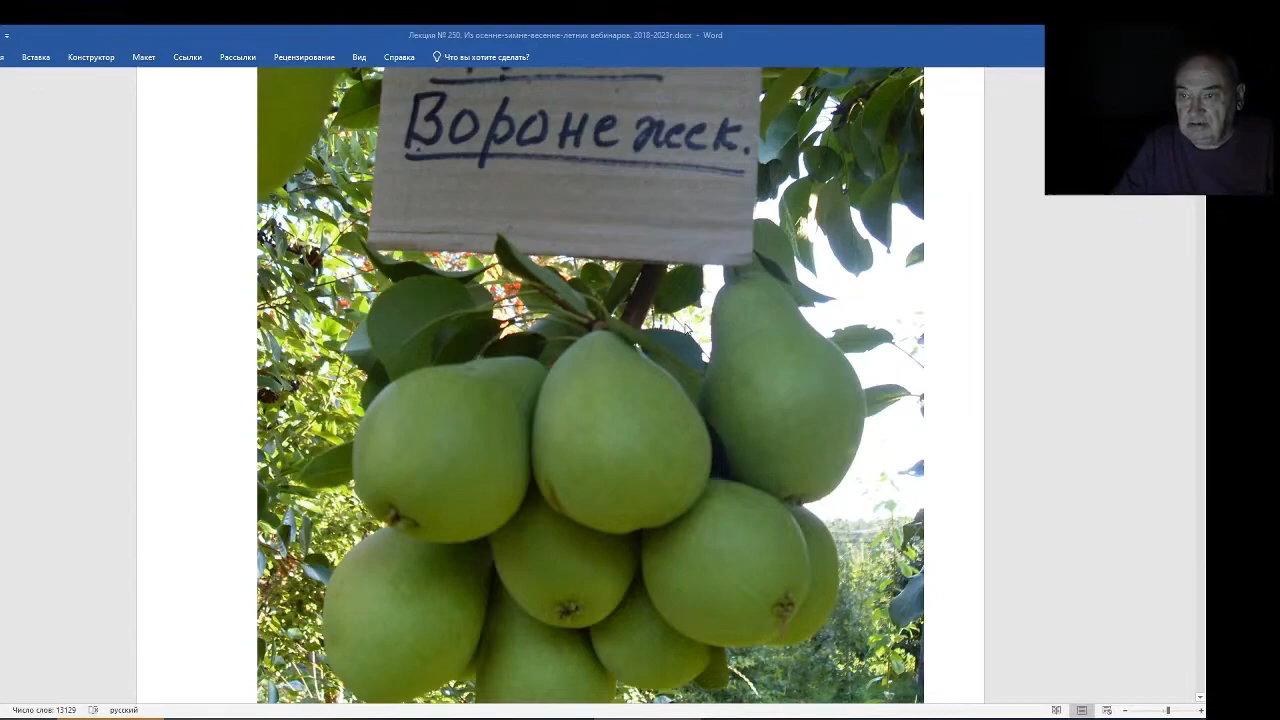 Лекция № 250. Из осенне-зимне-весенне-летних вебинаров. 2018-2023г.docx - Word
Вставка Конструктор Макет Ссылки Рассылки Рецензирование Вид Справка Что вы хотите сделать?
Воронежск.
Число слов: 13129 русский